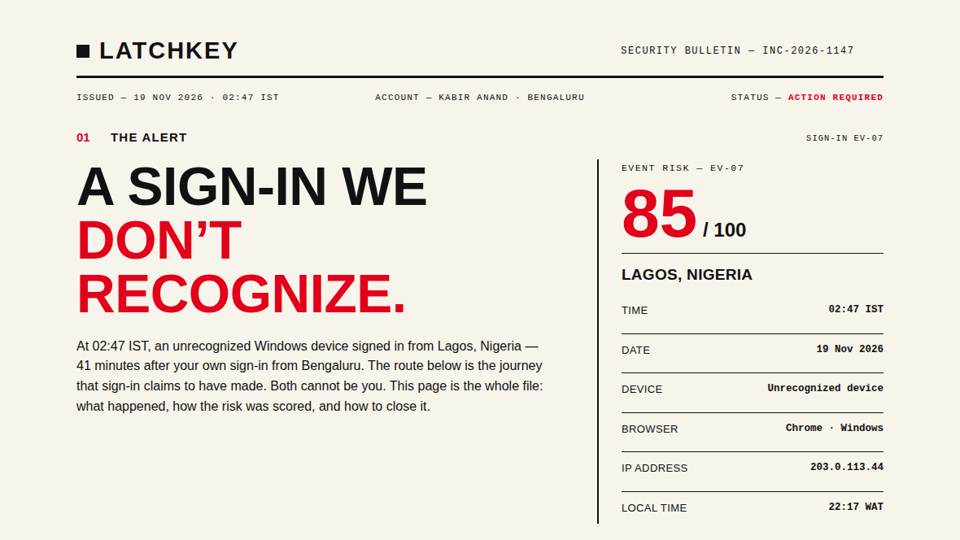 LATCHKEY
SECURITY BULLETIN — INC-2026-1147
ISSUED — 19 NOV 2026 · 02:47 IST
ACCOUNT — KABIR ANAND · BENGALURU
STATUS — ACTION REQUIRED
01 THE ALERT
SIGN-IN EV-07
A SIGN-IN WE
DON’T
RECOGNIZE.
At 02:47 IST, an unrecognized Windows device signed in from Lagos, Nigeria —
41 minutes after your own sign-in from Bengaluru. The route below is the journey
that sign-in claims to have made. Both cannot be you. This page is the whole file:
what happened, how the risk was scored, and how to close it.
EVENT RISK — EV-07
85 / 100
LAGOS, NIGERIA
TIME 02:47 IST
DATE 19 Nov 2026
DEVICE Unrecognized device
BROWSER Chrome · Windows
IP ADDRESS 203.0.113.44
LOCAL TIME 22:17 WAT